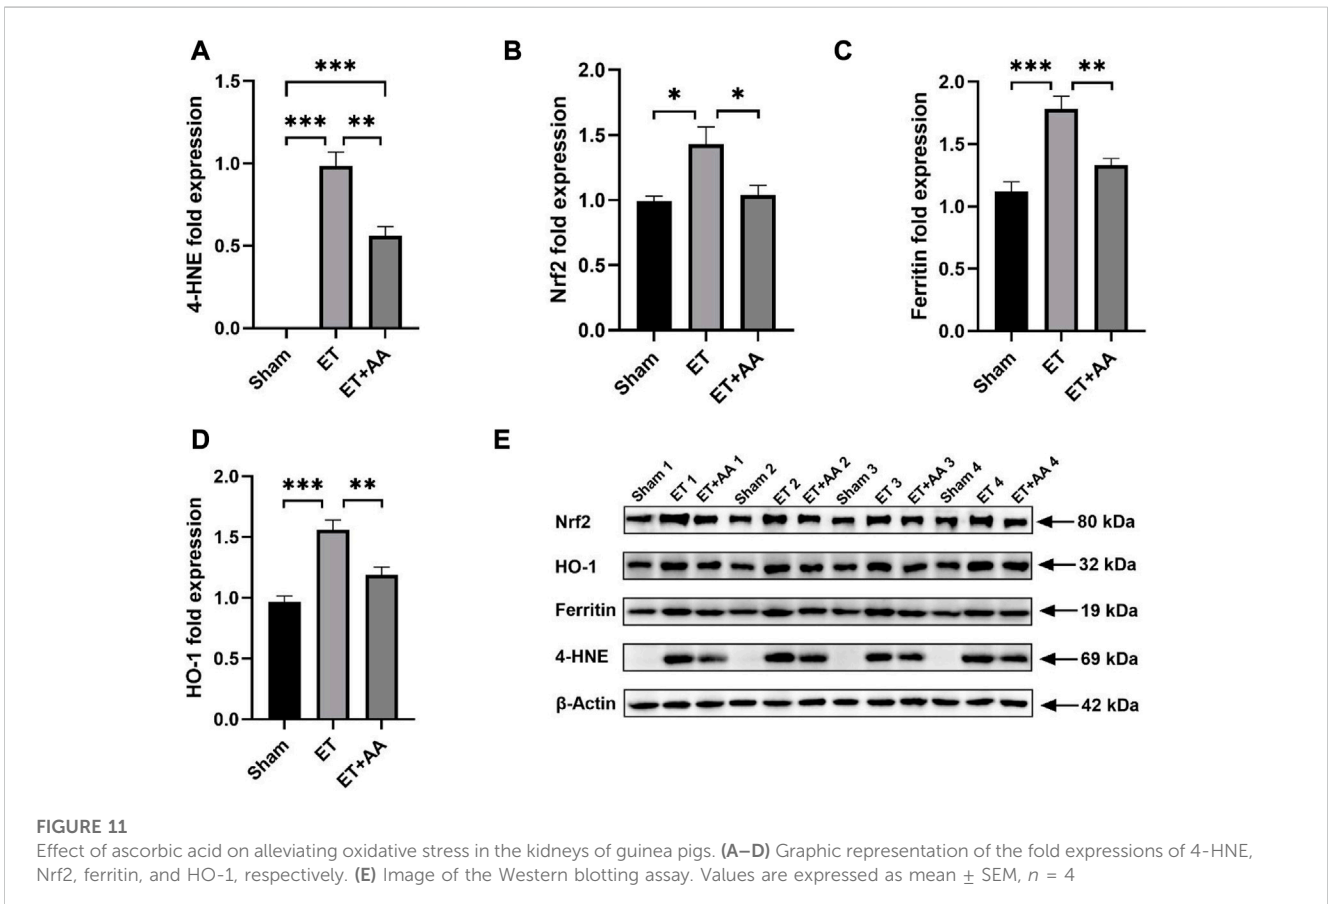 A
4-HNE fold expression
1.5
1.0
0.5
0.0
***
***
**
Sham
ET
ET+AA
B
Nrf2 fold expression
2.0
1.5
1.0
0.5
0.0
*
*
Sham
ET
ET+AA
C
Ferritin fold expression
2.0
1.5
1.0
0.5
0.0
***
**
Sham
ET
ET+AA
D
HO-1 fold expression
2.0
1.5
1.0
0.5
0.0
***
**
Sham
ET
ET+AA
E
Sham 1 ET 1 ET+AA 1 Sham 2 ET 2 ET+AA 2 Sham 3 ET 3 ET+AA 3 Sham 4 ET 4 ET+AA 4
Nrf2 80 kDa
HO-1 32 kDa
Ferritin 19 kDa
4-HNE 69 kDa
β-Actin 42 kDa
FIGURE 11
Effect of ascorbic acid on alleviating oxidative stress in the kidneys of guinea pigs. (A–D) Graphic representation of the fold expressions of 4-HNE,
Nrf2, ferritin, and HO-1, respectively. (E) Image of the Western blotting assay. Values are expressed as mean ± SEM, n = 4